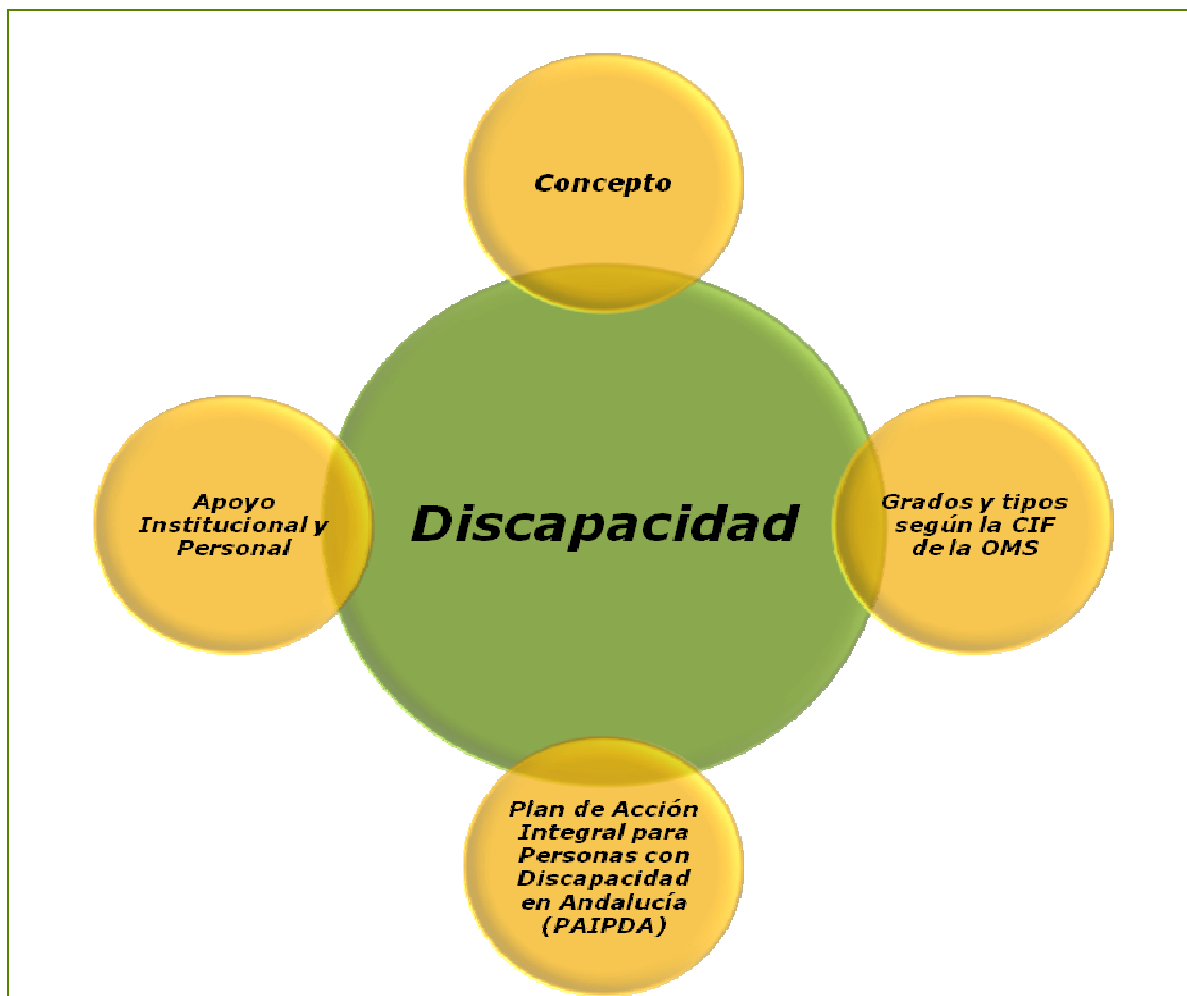 Concepto
Apoyo
Institucional y
Personal
Discapacidad
Grados y tipos
según la CIF
de la OMS
Plan de Acción
Integral para
Personas con
Discapacidad
en Andalucía
(PAIPDA)